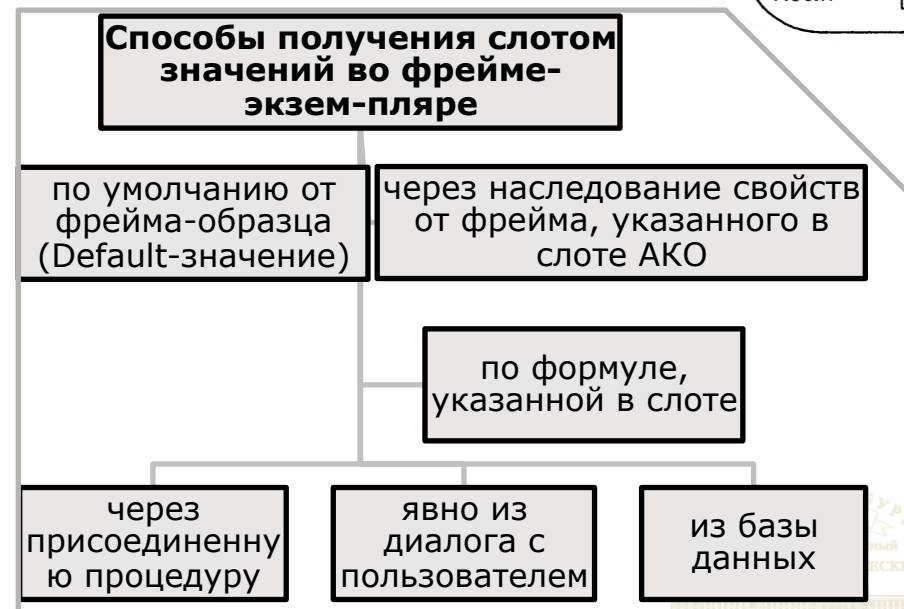 Способы получения слотом
значений во фрейме-
экзем-пляре
по умолчанию от
фрейма-образца
(Default-значение)
через наследование свойств
от фрейма, указанного в
слоте АКО
по формуле,
указанной в слоте
через
присоединенну
ю процедуру
явно из
диалога с
пользователем
из базы
данных